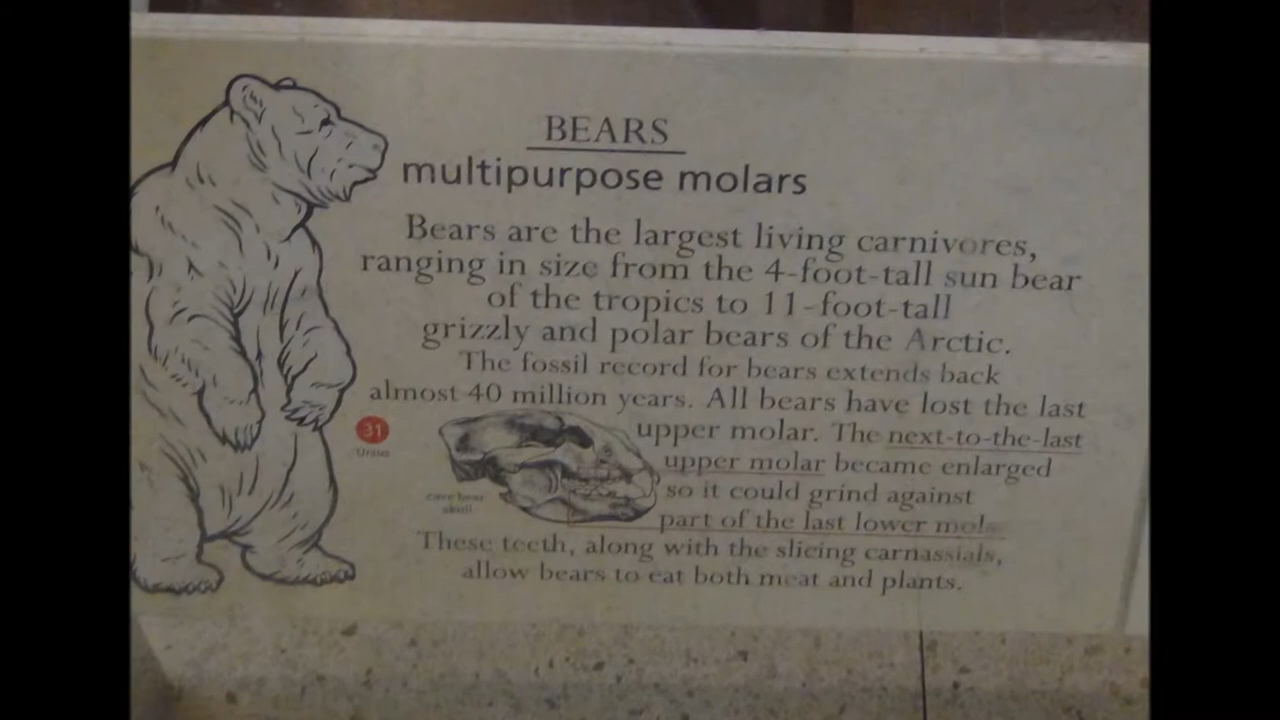 BEARS
multipurpose molars
Bears are the largest living carnivores,
ranging in size from the 4-foot-tall sun bear
of the tropics to 11-foot-tall
grizzly and polar bears of the Arctic.
The fossil record for bears extends back
almost 40 million years. All bears have lost the last
upper molar. The next-to-the-last
upper molar became enlarged
so it could grind against
part of the last lower
These teeth, along with the slicing carnassials,
allow bears to eat both meat and plants.
31
Ursus
cave bear
skull